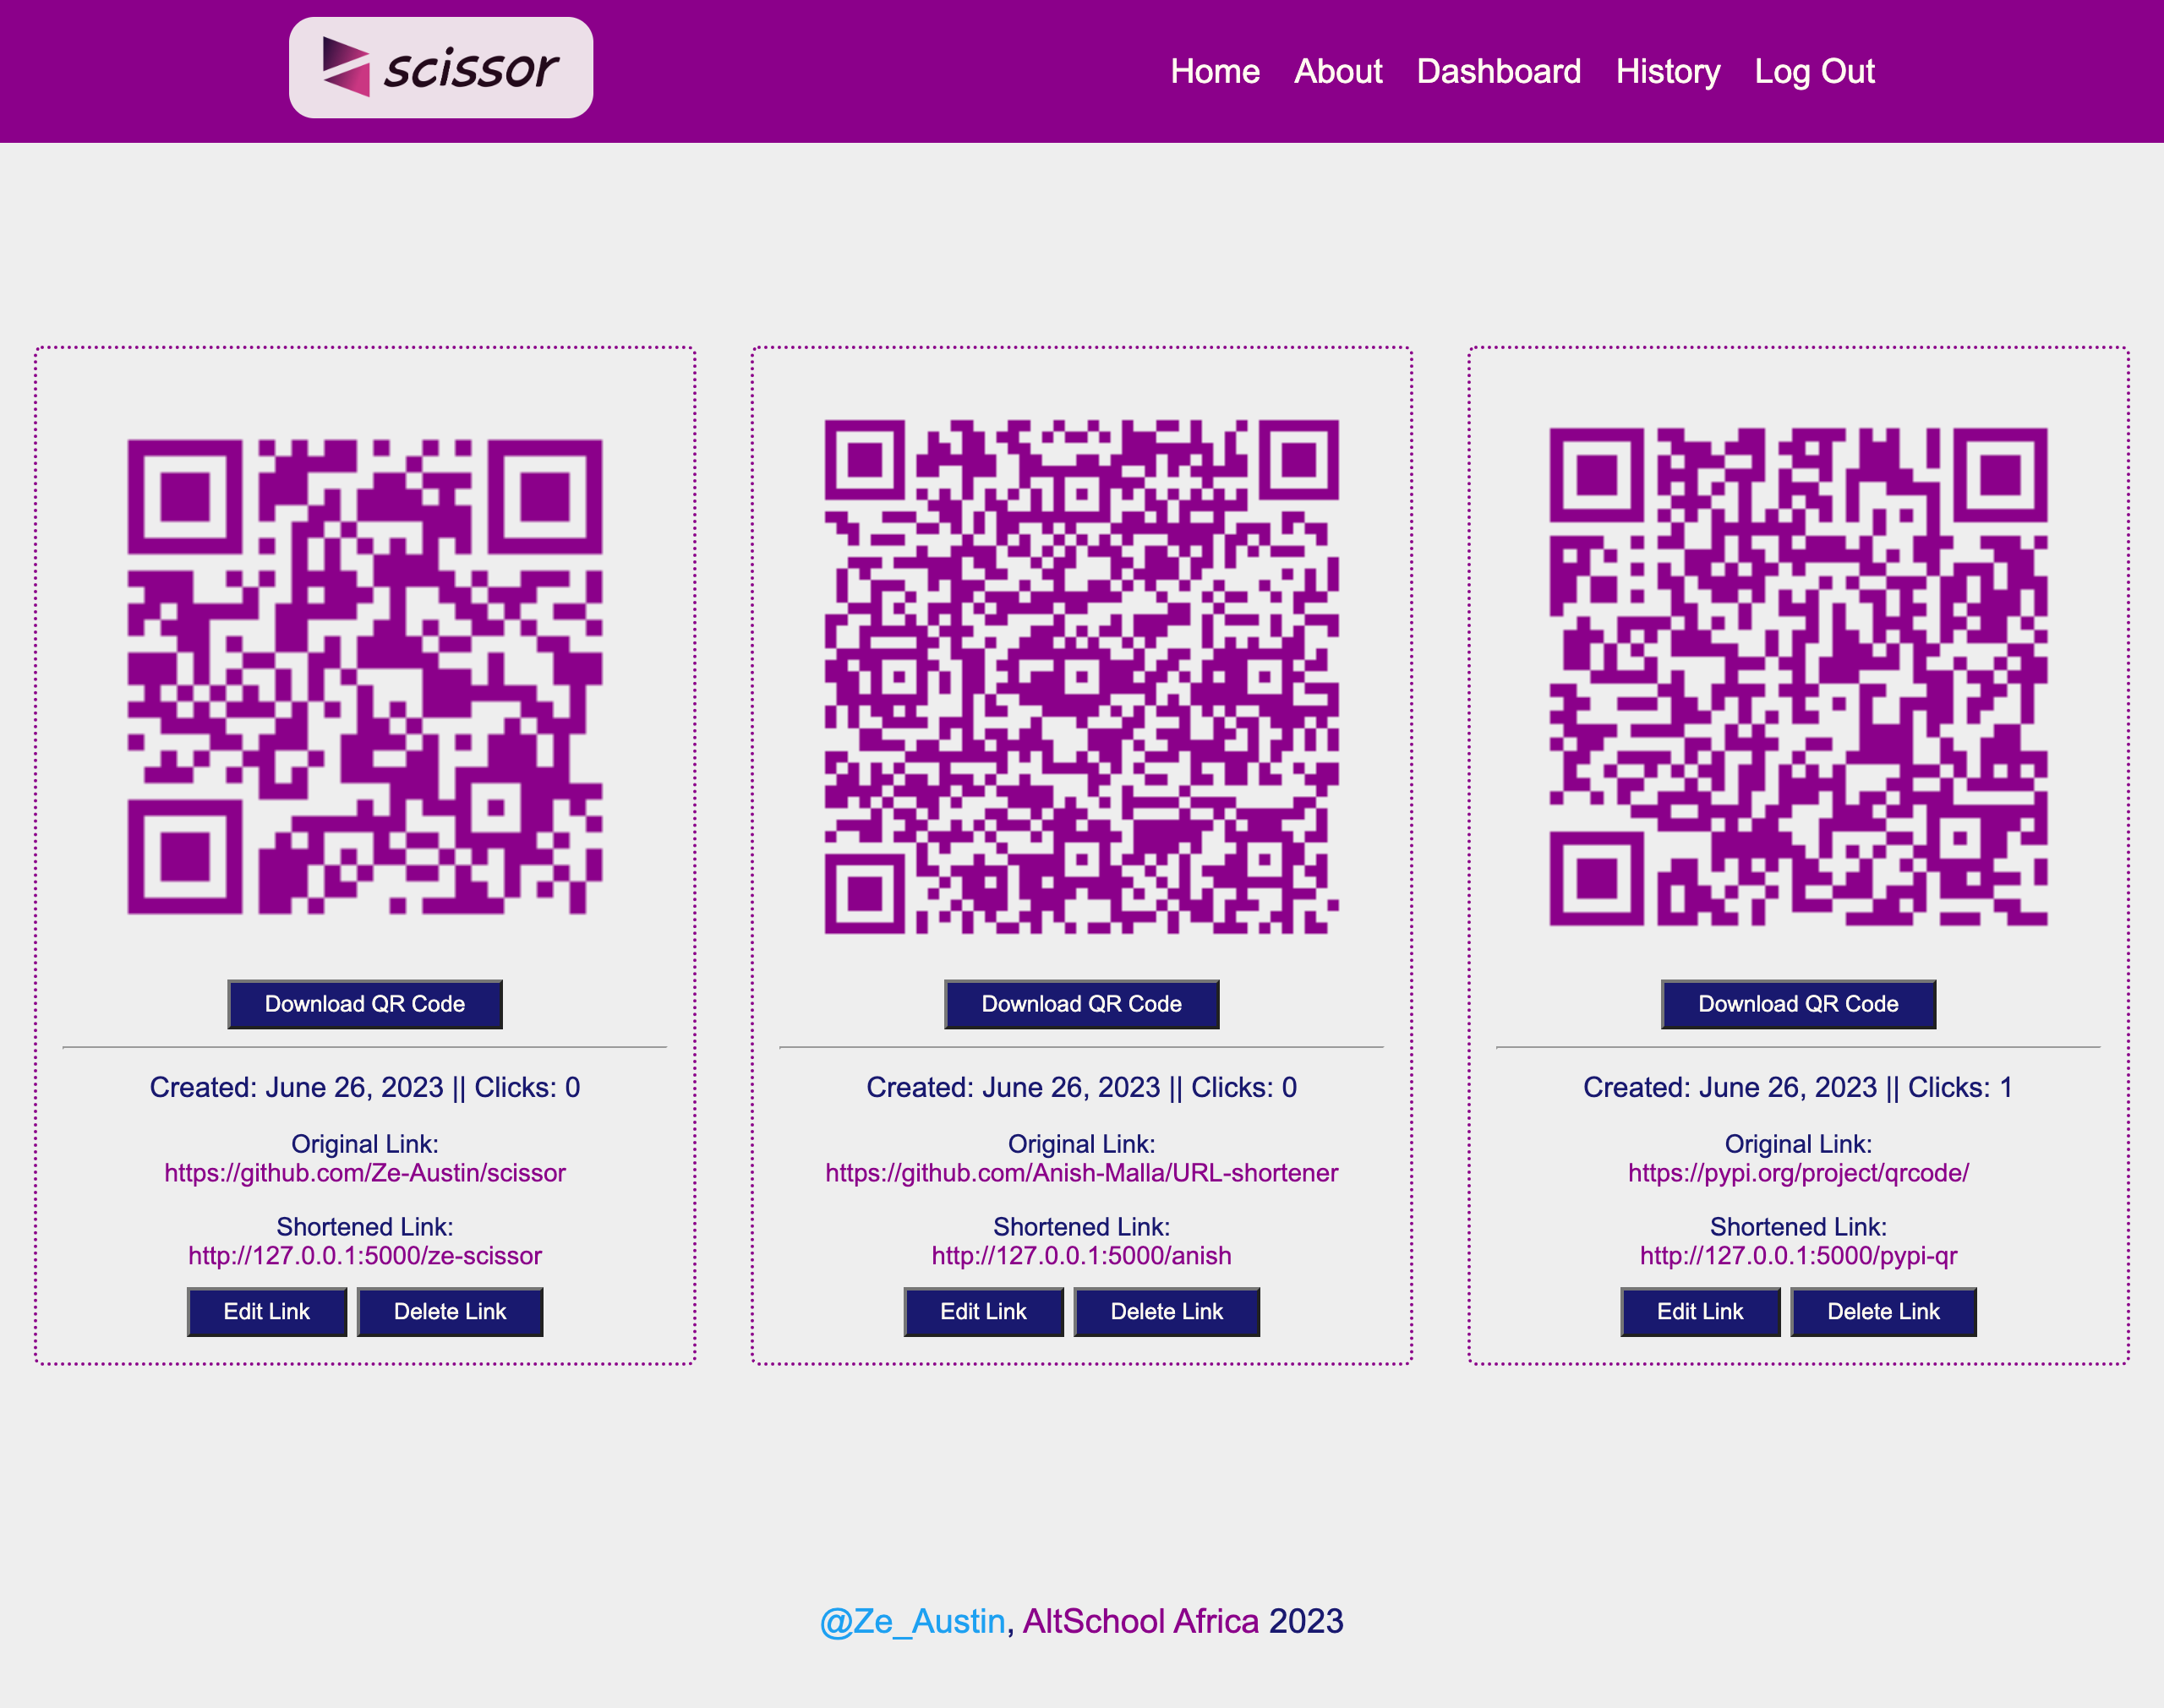 scissor
Home About Dashboard History Log Out
Download QR Code
Created: June 26, 2023 || Clicks: 0
Original Link:
https://github.com/Ze-Austin/scissor
Shortened Link:
http://127.0.0.1:5000/ze-scissor
Edit Link Delete Link
Download QR Code
Created: June 26, 2023 || Clicks: 0
Original Link:
https://github.com/Anish-Malla/URL-shortener
Shortened Link:
http://127.0.0.1:5000/anish
Edit Link Delete Link
Download QR Code
Created: June 26, 2023 || Clicks: 1
Original Link:
https://pypi.org/project/qrcode/
Shortened Link:
http://127.0.0.1:5000/pypi-qr
Edit Link Delete Link
@Ze_Austin, AltSchool Africa 2023